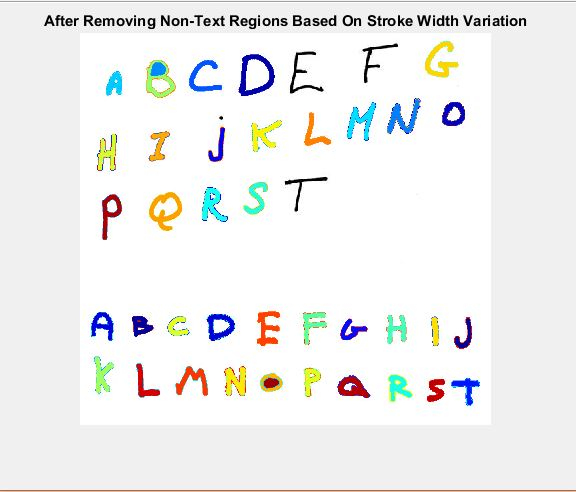 After Removing Non-Text Regions Based On Stroke Width Variation
A B C D E F G
H I j K L M N O
P Q R S T
A B C D E F G H I J
K L M N O P Q R S T